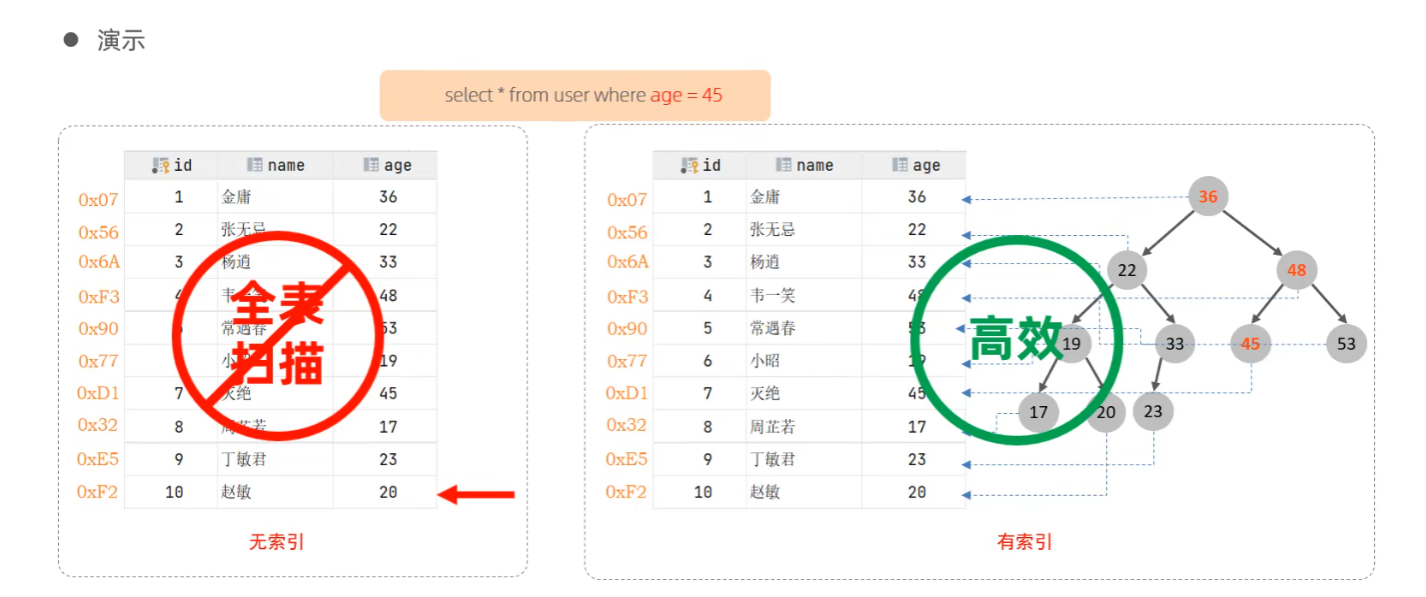 演示
select * from user where age = 45
id name age
0x07 1 金庸 36
0x56 2 张无忌 22
0x6A 3 杨逍 33
0xF3 4 韦一笑 48
0x90 常遇春 53
0x77 小昭 19
0xD1 7 灭绝 45
0x32 8 周芷若 17
0xE5 9 丁敏君 23
0xF2 10 赵敏 20
全表
扫描
无索引
id name age
0x07 1 金庸 36
0x56 2 张无忌 22
0x6A 3 杨逍 33
0xF3 4 韦一笑 48
0x90 5 常遇春 53
0x77 6 小昭 19
0xD1 7 灭绝 45
0x32 8 周芷若 17
0xE5 9 丁敏君 23
0xF2 10 赵敏 20
高效
36
22 48
19 33 45 53
17 20 23
有索引